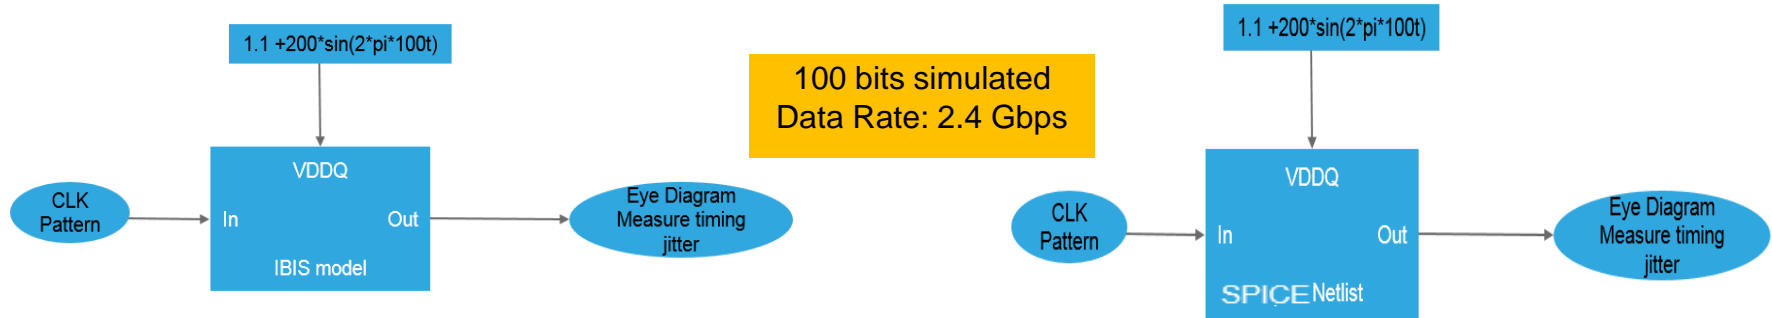 1.1 +200*sin(2*pi*100t)
VDDQ
CLK
Pattern
In
Out
IBIS model
Eye Diagram
Measure timing
jitter
100 bits simulated
Data Rate: 2.4 Gbps
1.1 +200*sin(2*pi*100t)
VDDQ
CLK
Pattern
In
Out
SPICE Netlist
Eye Diagram
Measure timing
jitter